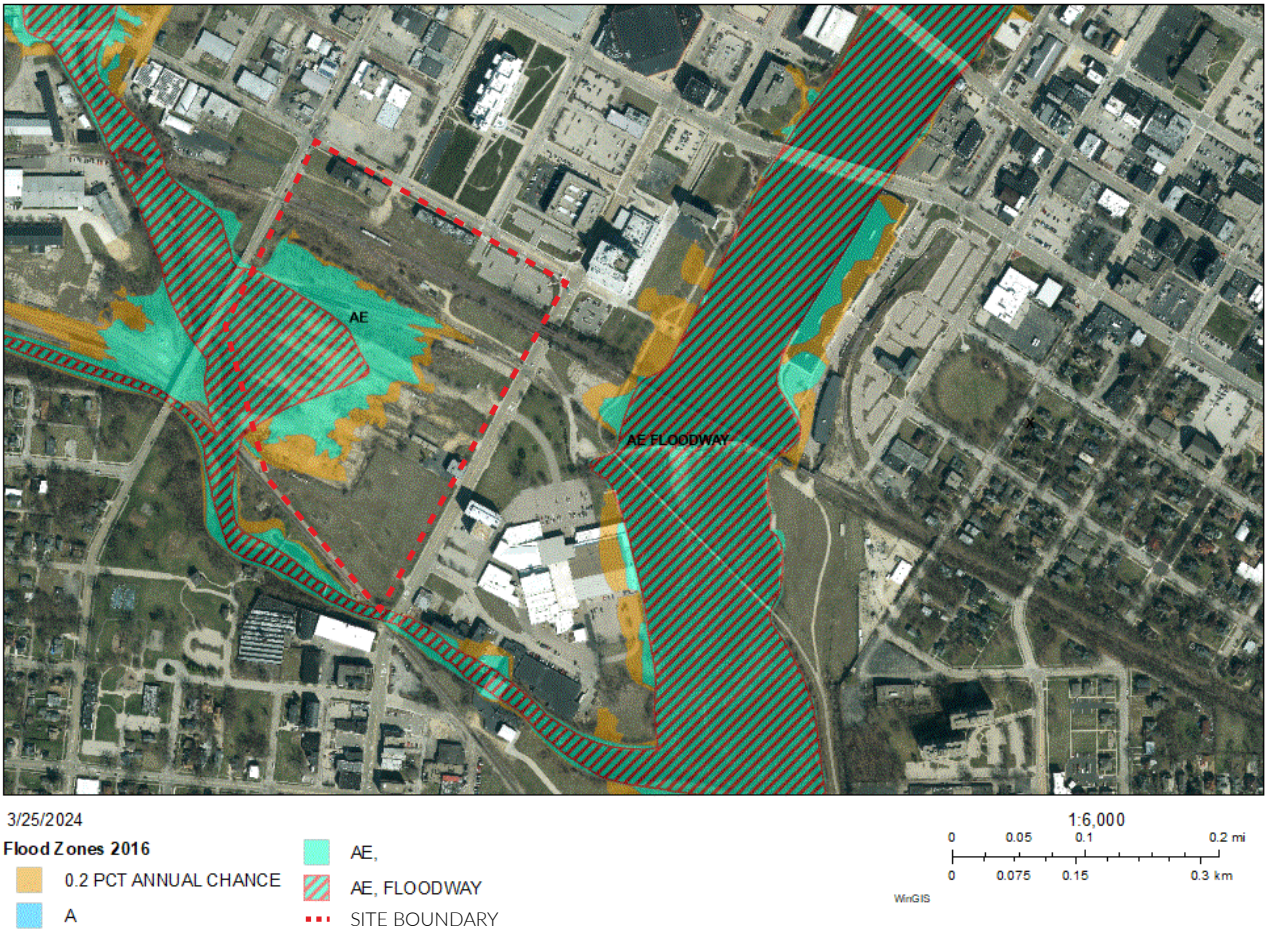 AE
AE FLOODWAY
X
3/25/2024
Flood Zones 2016
0.2 PCT ANNUAL CHANCE
A
AE,
AE, FLOODWAY
SITE BOUNDARY
1:6,000
0 0.05 0.1 0.2 mi
0 0.075 0.15 0.3 km
WinGIS